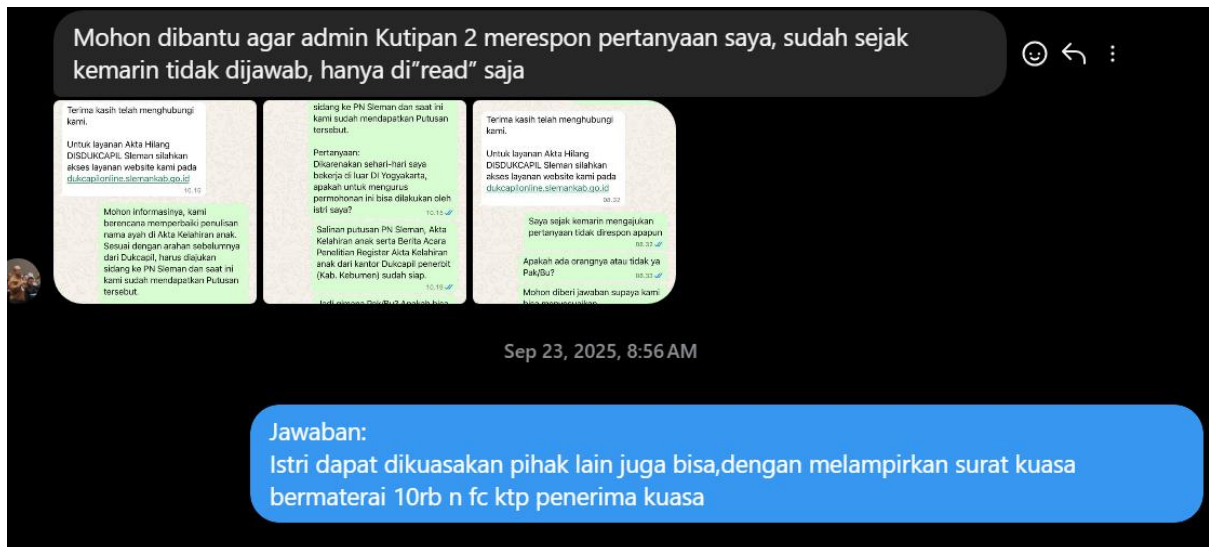 Mohon dibantu agar admin Kutipan 2 merespon pertanyaan saya, sudah sejak
kemarin tidak dijawab, hanya di"read" saja
Terima kasih telah menghubungi
kami.
Untuk layanan Akta Hilang
DISDUKCAPIL Sleman silahkan
akses layanan website kami pada
dukcapilonline.slemankab.go.id
10.10
Mohon informasinya, kami
berencana memperbaiki penulisan
nama ayah di Akta Kelahiran anak.
Sesuai dengan arahan sebelumnya
dari Dukcapil, harus diajukan
sidang ke PN Sleman dan saat ini
kami sudah mendapatkan Putusan
tersebut.
sidang ke PN Sleman dan saat ini
kami sudah mendapatkan Putusan
tersebut.
Pertanyaan:
Dikarenakan sehari-hari saya
bekerja di luar DI Yogyakarta,
apakah untuk mengurus
permohonan ini bisa dilakukan oleh
istri saya?
10.15
Salinan putusan PN Sleman, Akta
Kelahiran anak serta Berita Acara
Penelitian Register Akta Kelahiran
anak dari kantor Dukcapil penerbit
(Kab. Kebumen) sudah siap.
10.16
Terima kasih telah menghubungi
kami.
Untuk layanan Akta Hilang
DISDUKCAPIL Sleman silahkan
akses layanan website kami pada
dukcapilonline.slemankab.go.id
08.32
Saya sejak kemarin mengajukan
pertanyaan tidak direspon apapun
08.32
Apakah ada orangnya atau tidak ya
Pak/Bu?
08.33
Mohon diberi jawaban supaya kami
Sep 23, 2025, 8:56 AM
Jawaban:
Istri dapat dikuasakan pihak lain juga bisa,dengan melampirkan surat kuasa
bermaterai 10rb n fc ktp penerima kuasa